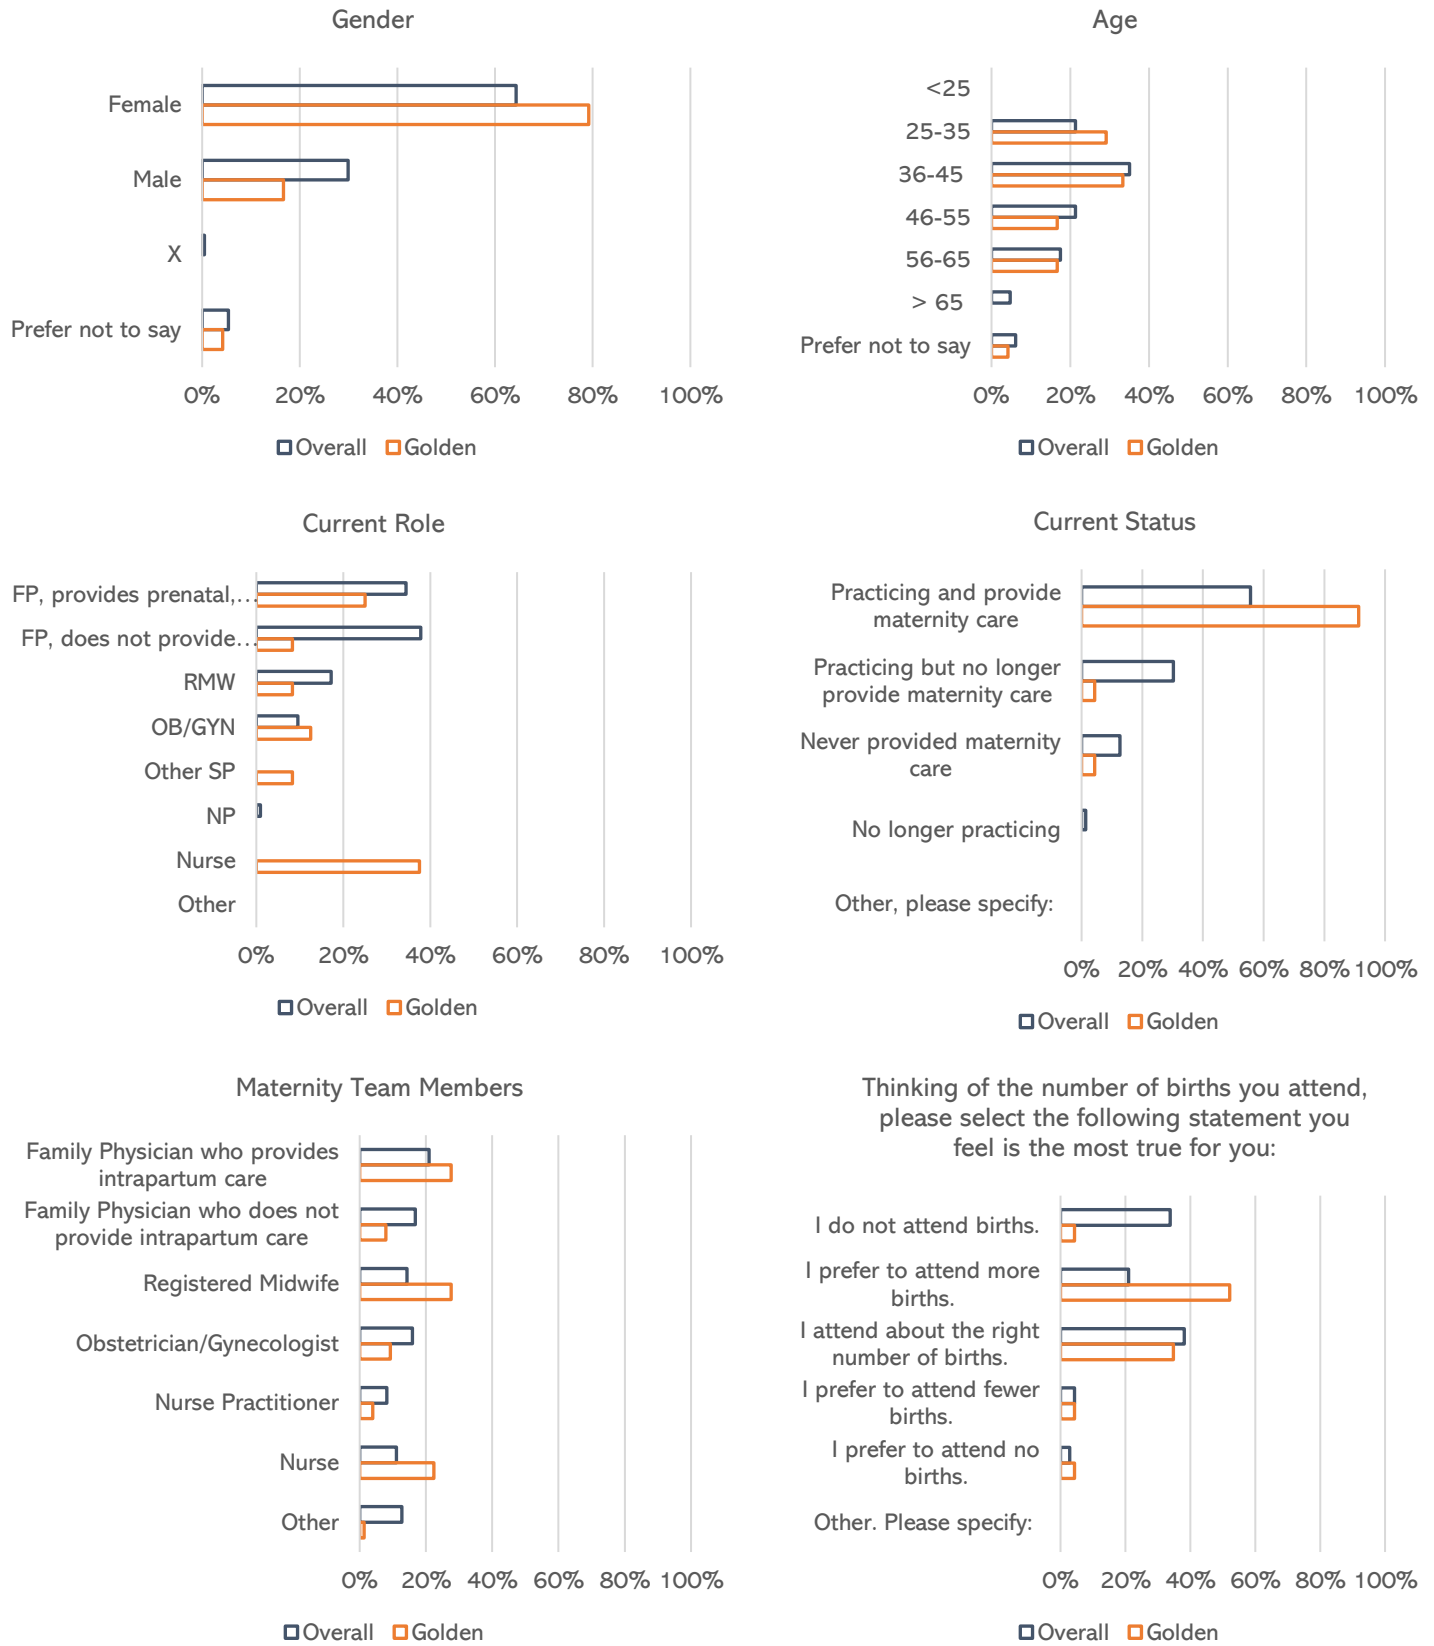 Gender
Female
Male
X
Prefer not to say
0% 20% 40% 60% 80% 100%
Overall Golden
Age
<25
25-35
36-45
46-55
56-65
> 65
Prefer not to say
0% 20% 40% 60% 80% 100%
Overall Golden
Current Role
FP, provides prenatal,…
FP, does not provide…
RMW
OB/GYN
Other SP
NP
Nurse
Other
0% 20% 40% 60% 80% 100%
Overall Golden
Current Status
Practicing and provide
maternity care
Practicing but no longer
provide maternity care
Never provided maternity
care
No longer practicing
Other, please specify:
0% 20% 40% 60% 80% 100%
Overall Golden
Maternity Team Members
Family Physician who provides
intrapartum care
Family Physician who does not
provide intrapartum care
Registered Midwife
Obstetrician/Gynecologist
Nurse Practitioner
Nurse
Other
0% 20% 40% 60% 80% 100%
Overall Golden
Thinking of the number of births you attend,
please select the following statement you
feel is the most true for you:
I do not attend births.
I prefer to attend more
births.
I attend about the right
number of births.
I prefer to attend fewer
births.
I prefer to attend no
births.
Other. Please specify:
0% 20% 40% 60% 80% 100%
Overall Golden